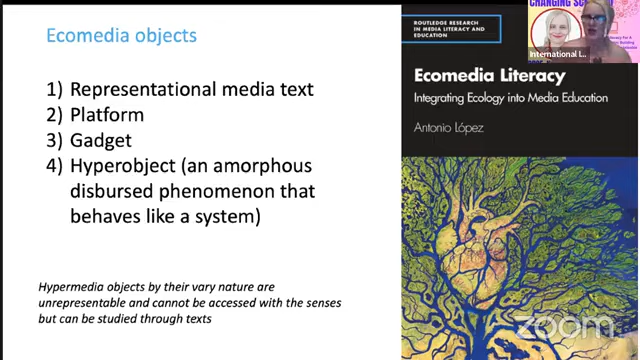 Ecomedia objects
1) Representational media text
2) Platform
3) Gadget
4) Hyperobject (an amorphous
disbursed phenomenon that
behaves like a system)
Hypermedia objects by their vary nature are
unrepresentable and cannot be accessed with the senses
but can be studied through texts
ROUTLEDGE RESEARCH
IN MEDIA LITERACY AND
EDUCATION
Ecomedia Literacy
Integrating Ecology into Media Education
Antonio López
CHANGING
International L...
zoom